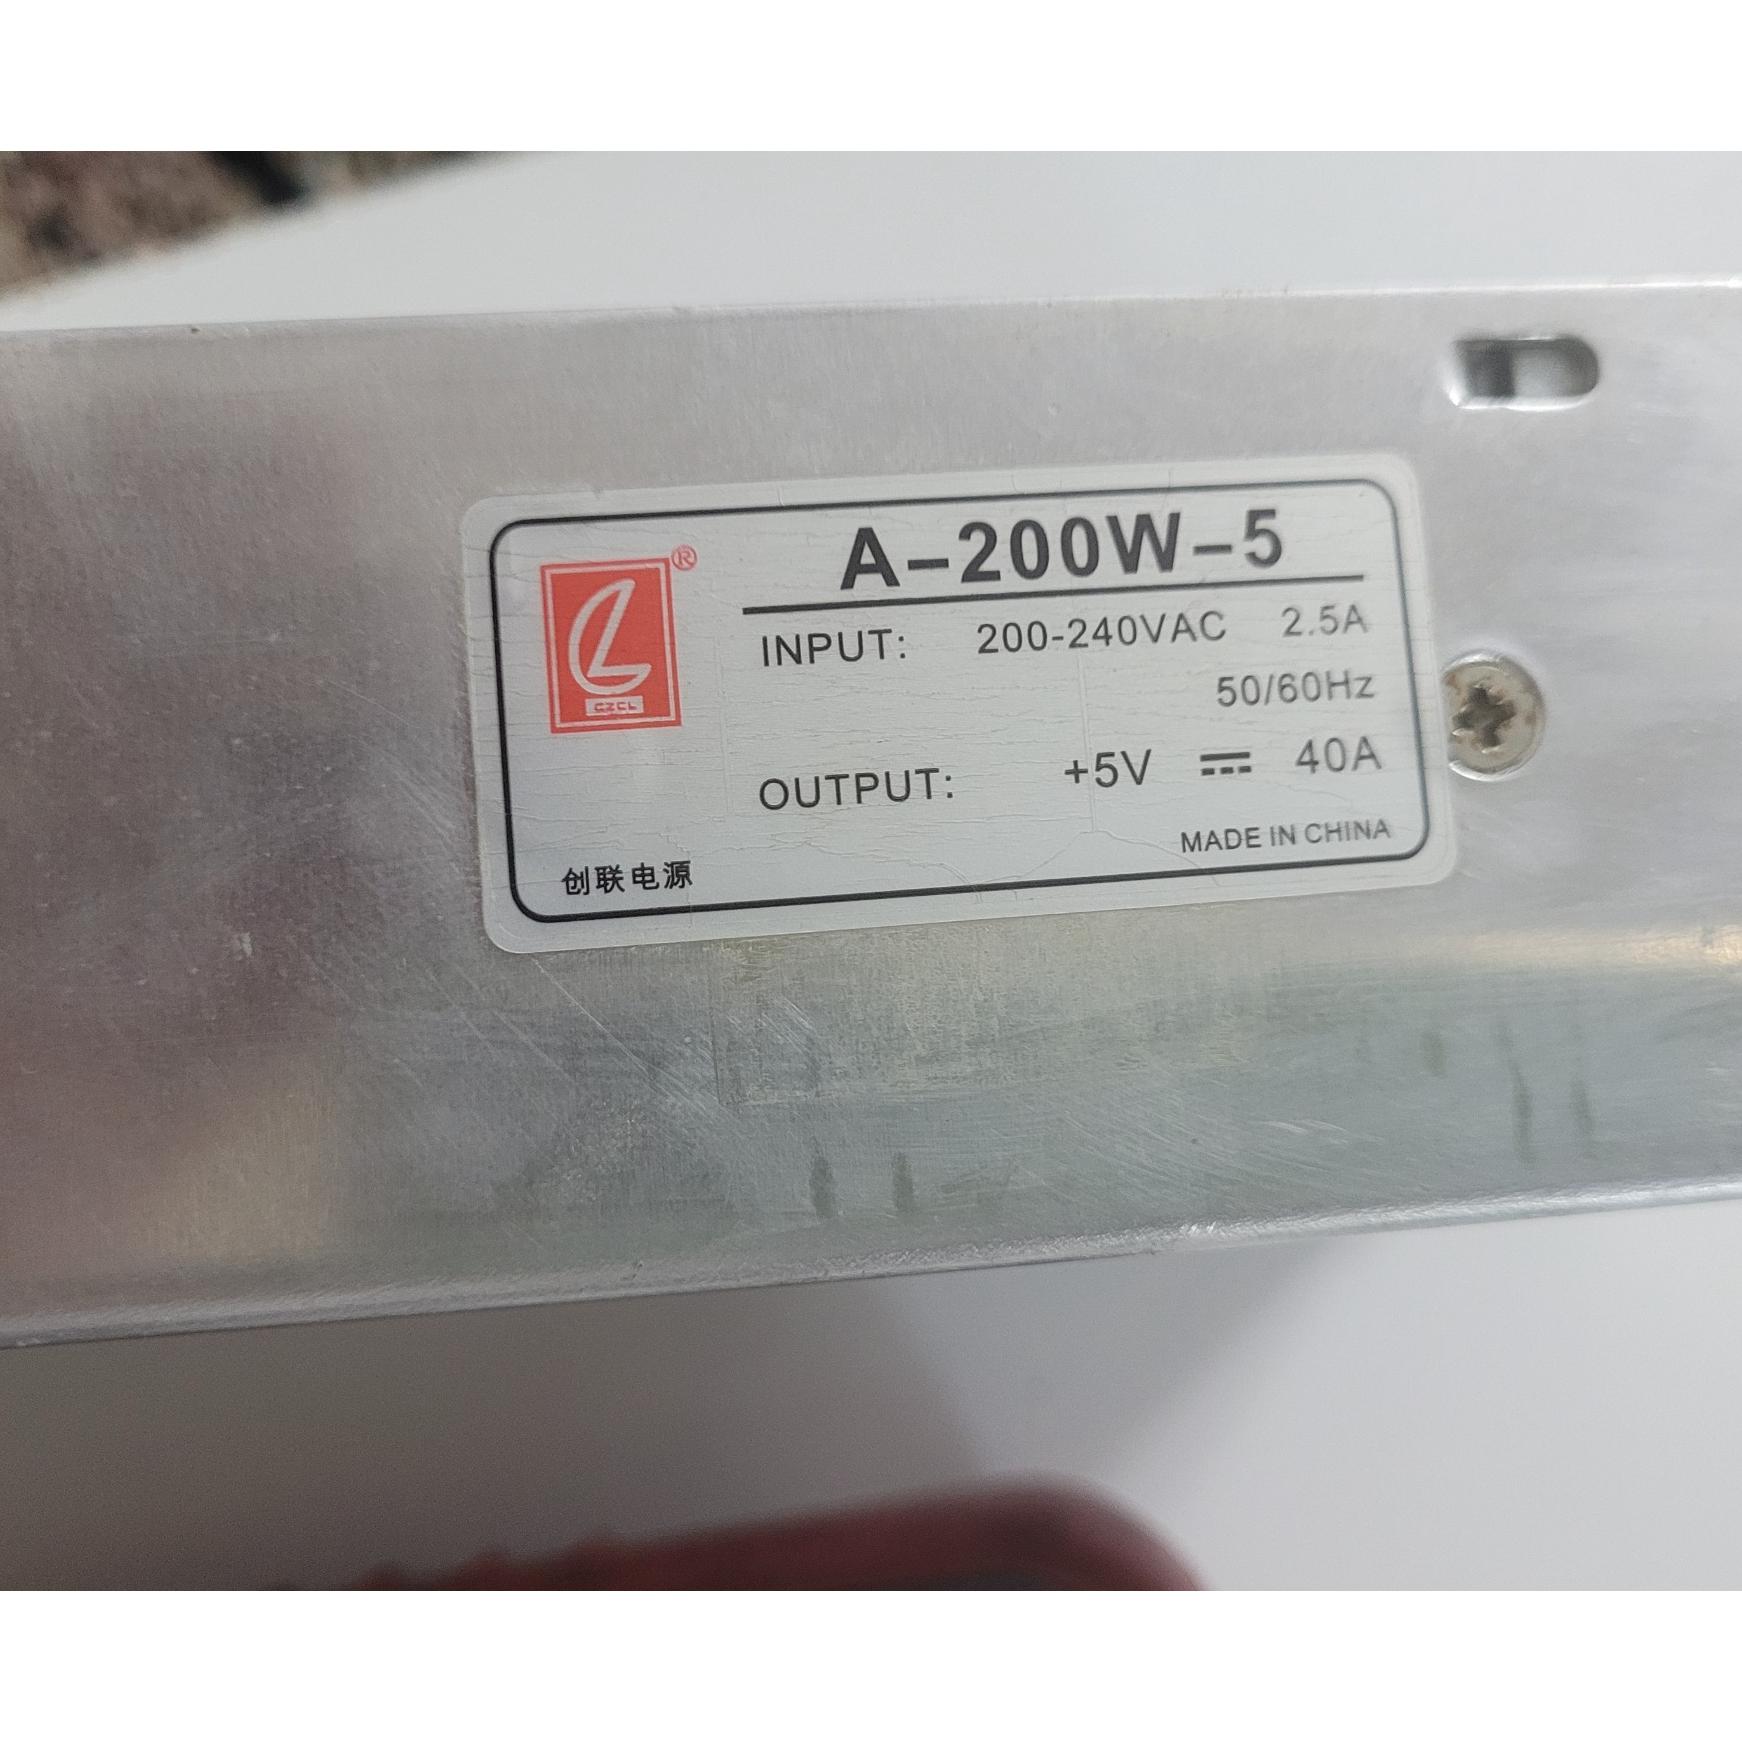 A-200W-5
®
CZCL
INPUT: 200-240VAC 2.5A
50/60Hz
OUTPUT: +5V ⎓ 40A
MADE IN CHINA
创联电源